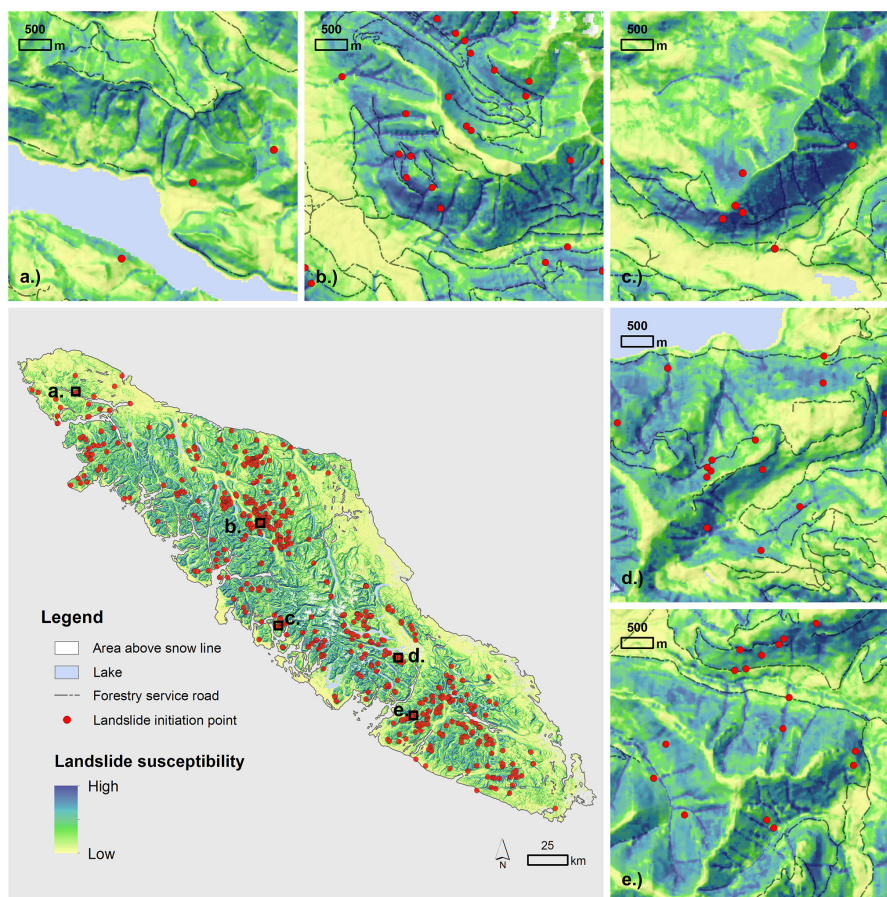 500
m
a.)
500
m
b.)
500
m
c.)
a.
b.
c.
d.
e.
Legend
Area above snow line
Lake
Forestry service road
Landslide initiation point
Landslide susceptibility
High
Low
N
25
km
500
m
d.)
500
m
e.)